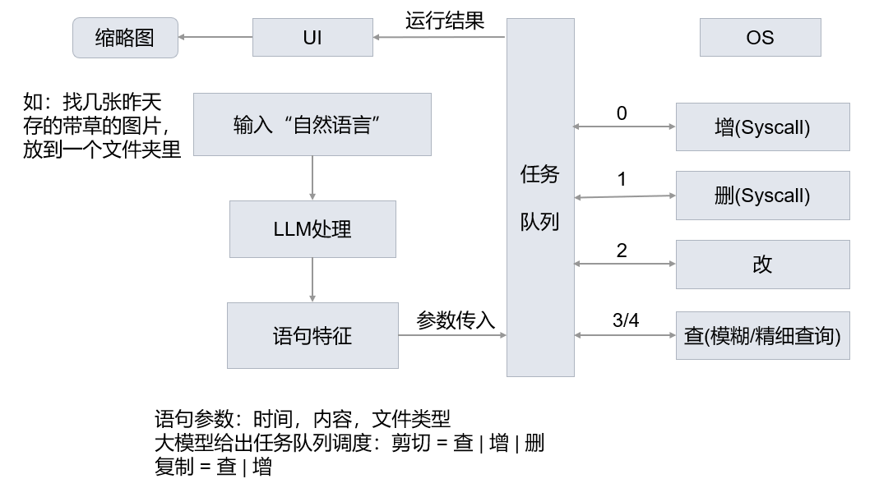 缩略图
UI
运行结果
OS
如：找几张昨天
存的带草的图片，
放到一个文件夹里
输入“自然语言”
LLM处理
语句特征
参数传入
任务
队列
0
增(Syscall)
1
删(Syscall)
2
改
3/4
查(模糊/精细查询)
语句参数：时间，内容，文件类型
大模型给出任务队列调度：剪切 = 查 | 增 | 删
复制 = 查 | 增